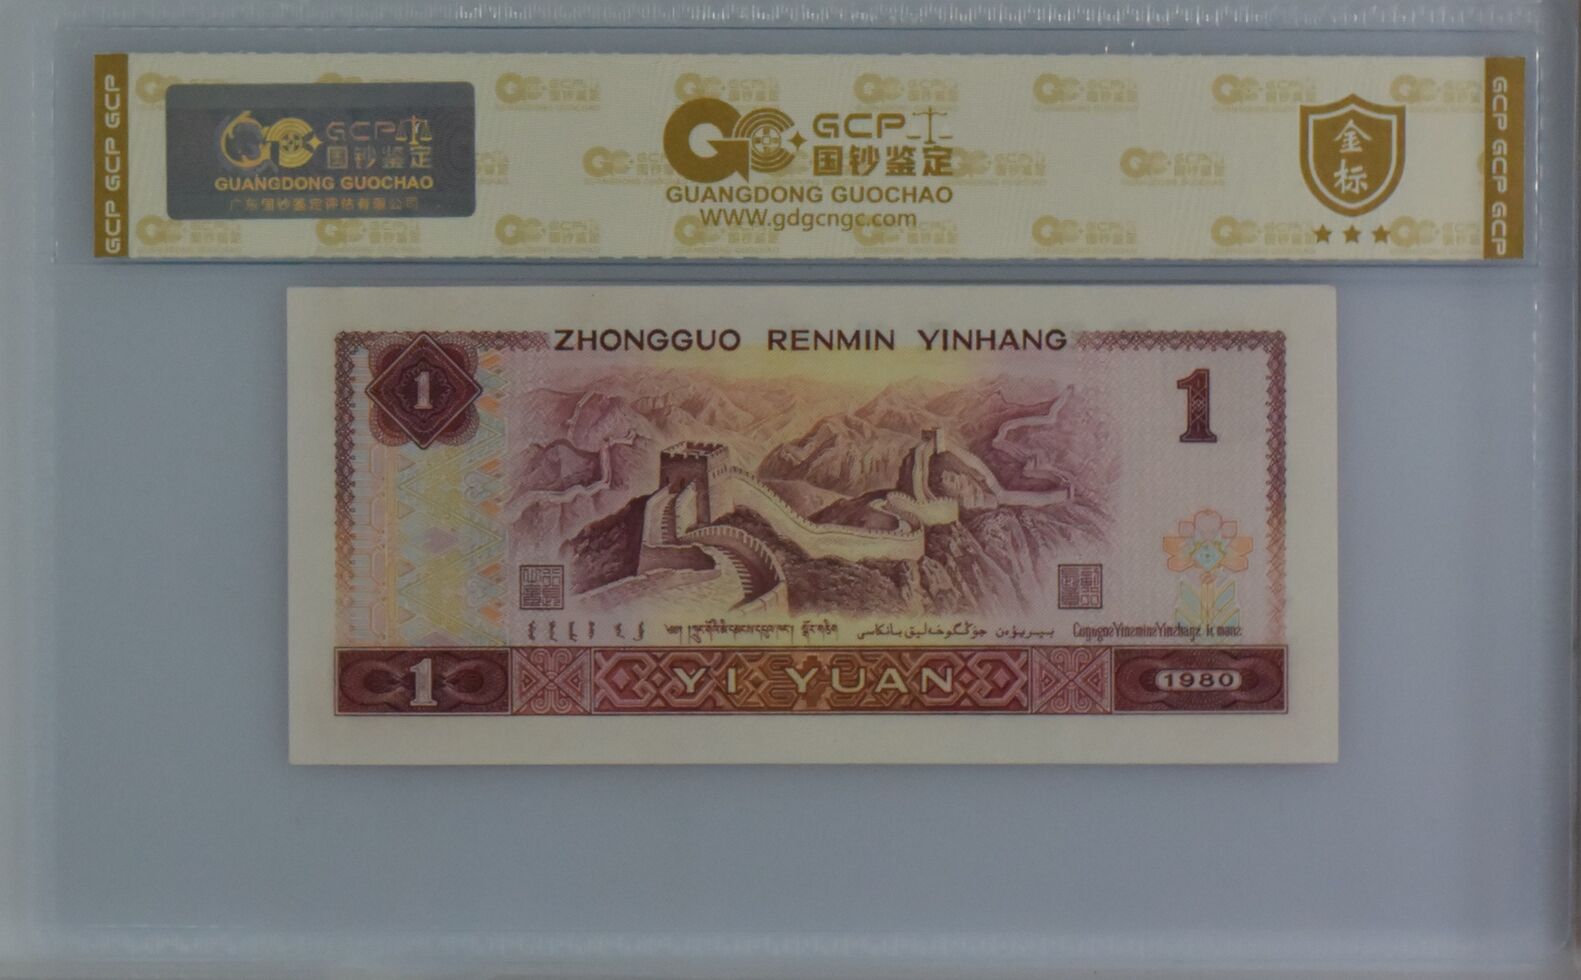 GCP GCP GCP
GCP
国钞鉴定
GUANGDONG GUOCHAO
广东国钞鉴定评估有限公司
GCP
国钞鉴定
GUANGDONG GUOCHAO
WWW.gdgcngc.com
金标
GCP GCP GCP
ZHONGGUO RENMIN YINHANG
1
1
1 YI YUAN 1980